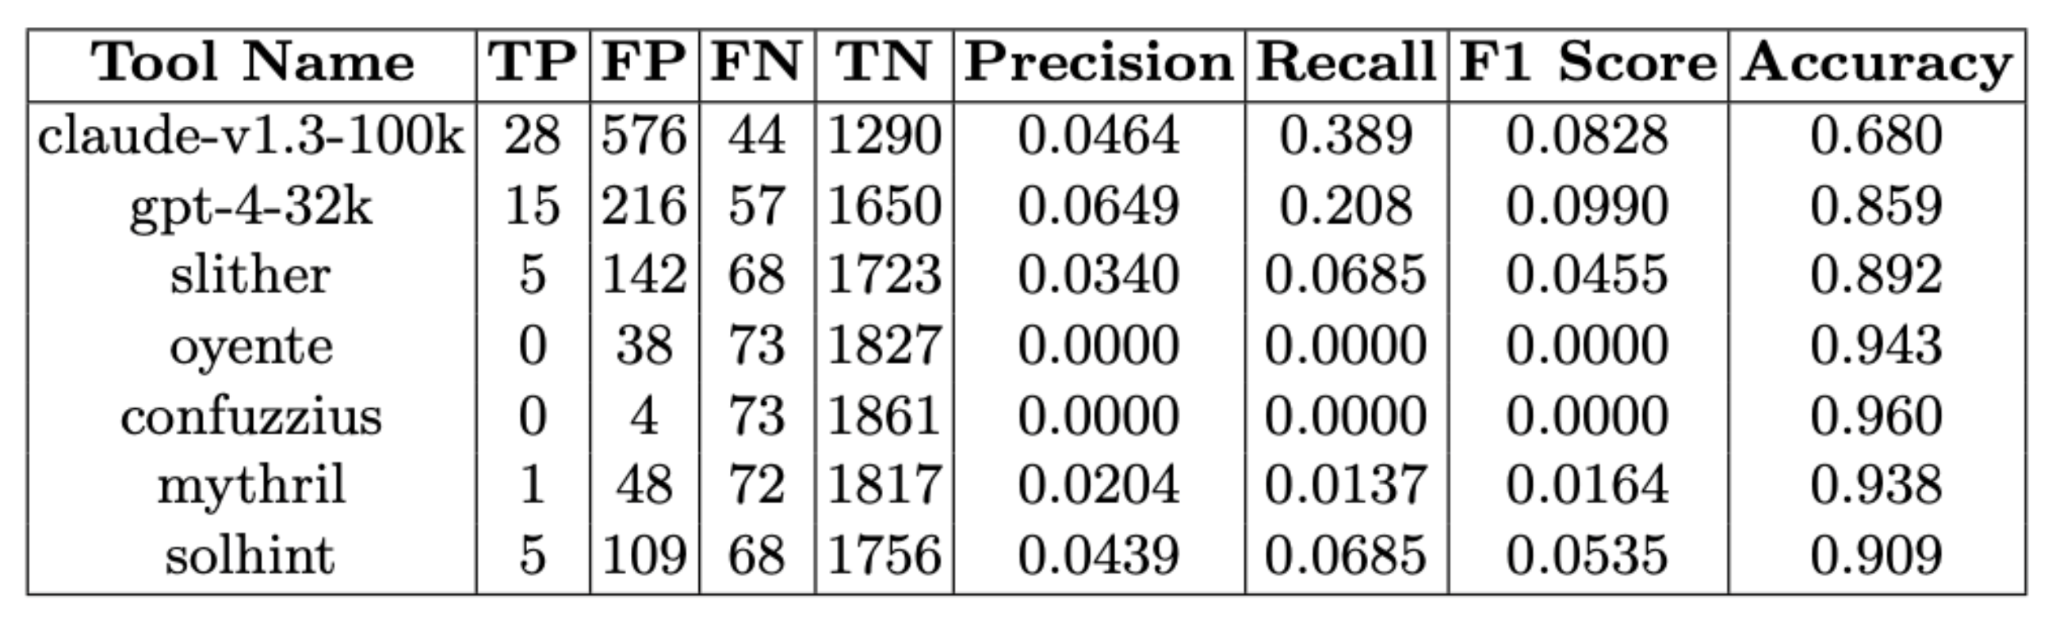 Tool Name TP FP FN TN Precision Recall F1 Score Accuracy
claude-v1.3-100k 28 576 44 1290 0.0464 0.389 0.0828 0.680
gpt-4-32k 15 216 57 1650 0.0649 0.208 0.0990 0.859
slither 5 142 68 1723 0.0340 0.0685 0.0455 0.892
oyente 0 38 73 1827 0.0000 0.0000 0.0000 0.943
confuzzius 0 4 73 1861 0.0000 0.0000 0.0000 0.960
mythril 1 48 72 1817 0.0204 0.0137 0.0164 0.938
solhint 5 109 68 1756 0.0439 0.0685 0.0535 0.909